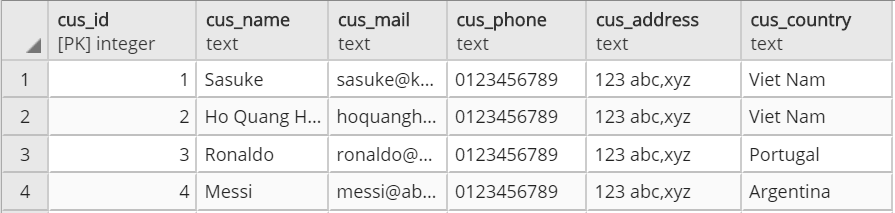 cus_id cus_name cus_mail cus_phone cus_address cus_country
[PK] integer text text text text text
1 1 Sasuke sasuke@k... 0123456789 123 abc,xyz Viet Nam
2 2 Ho Quang H... hoquangh... 0123456789 123 abc,xyz Viet Nam
3 3 Ronaldo ronaldo@... 0123456789 123 abc,xyz Portugal
4 4 Messi messi@ab... 0123456789 123 abc,xyz Argentina